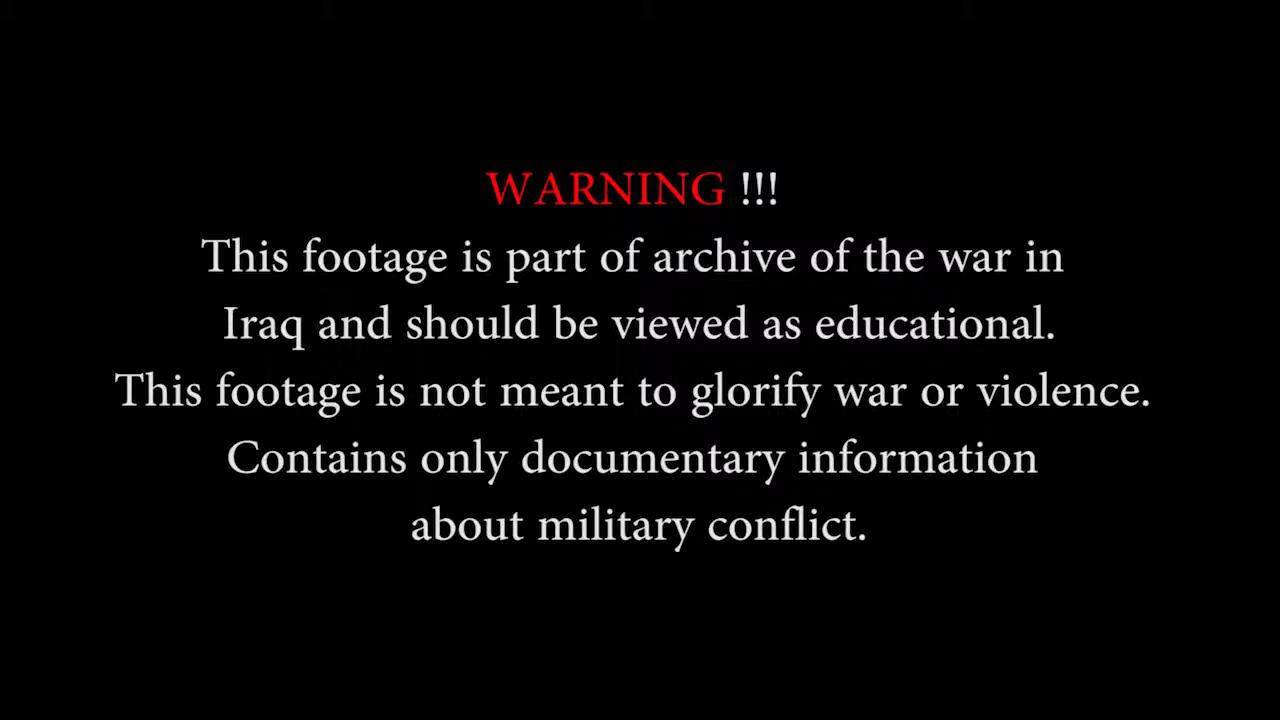 WARNING !!!
This footage is part of archive of the war in
Iraq and should be viewed as educational.
This footage is not meant to glorify war or violence.
Contains only documentary information
about military conflict.